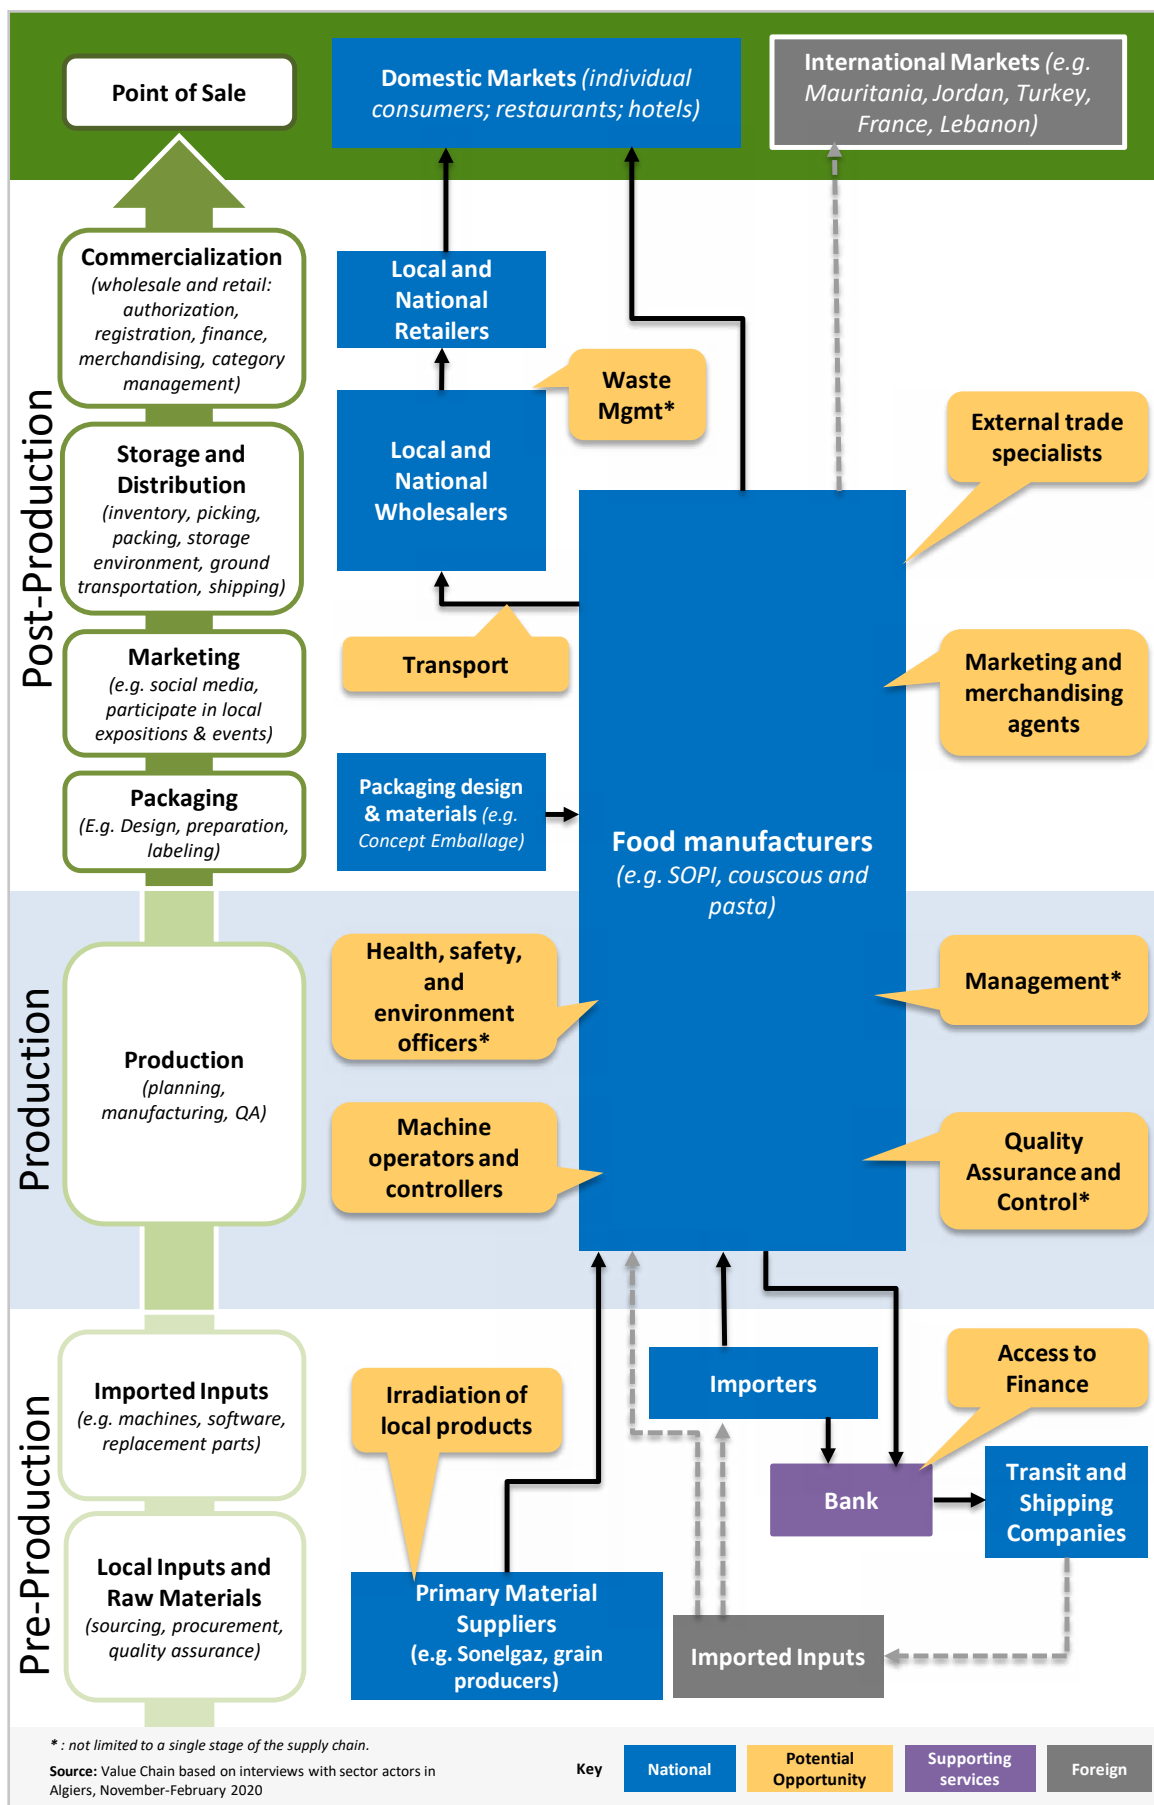 Point of Sale
Domestic Markets (individual
consumers; restaurants; hotels)
International Markets (e.g.
Mauritania, Jordan, Turkey,
France, Lebanon)
Post-Production
Commercialization
(wholesale and retail:
authorization,
registration, finance,
merchandising, category
management)
Local and
National
Retailers
Waste
Mgmt*
External trade
specialists
Storage and
Distribution
(inventory, picking,
packing, storage
environment, ground
transportation, shipping)
Local and
National
Wholesalers
Transport
Marketing
(e.g. social media,
participate in local
expositions & events)
Marketing and
merchandising
agents
Packaging
(E.g. Design, preparation,
labeling)
Packaging design
& materials (e.g.
Concept Emballage)
Food manufacturers
(e.g. SOPI, couscous and
pasta)
Production
Production
(planning,
manufacturing, QA)
Health, safety,
and
environment
officers*
Management*
Machine
operators and
controllers
Quality
Assurance and
Control*
Pre-Production
Imported Inputs
(e.g. machines, software,
replacement parts)
Irradiation of
local products
Importers
Access to
Finance
Bank
Transit and
Shipping
Companies
Local Inputs and
Raw Materials
(sourcing, procurement,
quality assurance)
Primary Material
Suppliers
(e.g. Sonelgaz, grain
producers)
Imported Inputs
* : not limited to a single stage of the supply chain.
Source: Value Chain based on interviews with sector actors in
Algiers, November-February 2020
Key
National
Potential
Opportunity
Supporting
services
Foreign